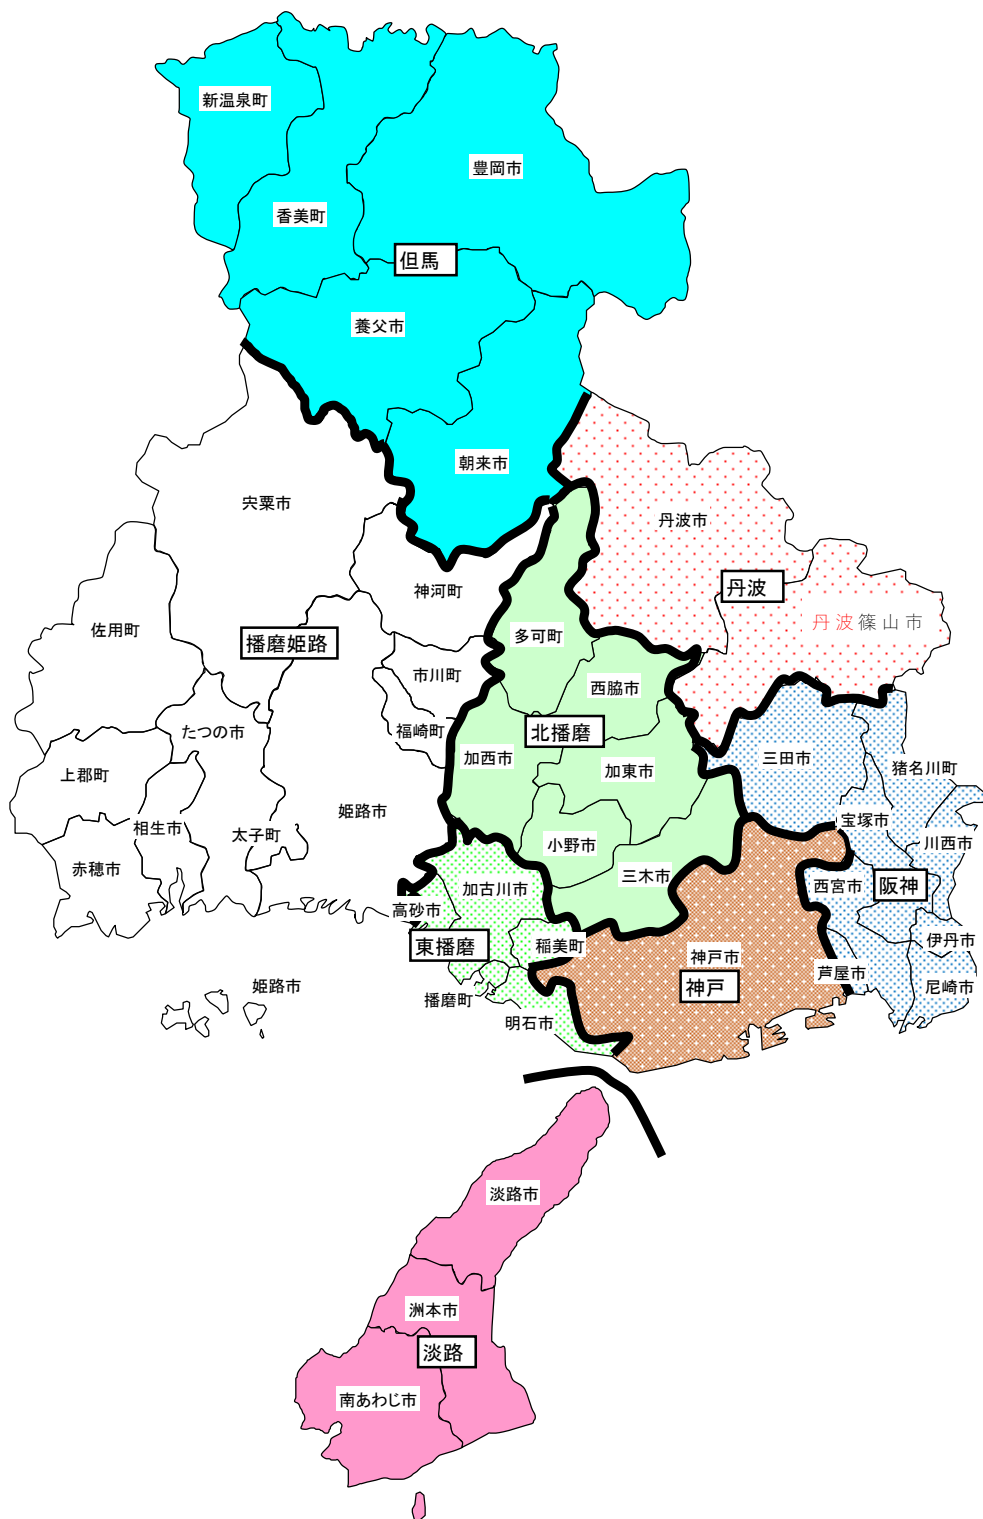 新温泉町
豊岡市
香美町
但馬
養父市
朝来市
宍粟市
丹波市
神河町
丹波
佐用町
丹波篠山市
多可町
播磨姫路
市川町
西脇市
たつの市
福崎町
北播磨
加西市
三田市
加東市
猪名川町
上郡町
姫路市
宝塚市
相生市
太子町
川西市
小野市
赤穂市
三木市
加古川市
西宮市
阪神
高砂市
東播磨
稲美町
伊丹市
神戸市
芦屋市
姫路市
神戸
尼崎市
播磨町
明石市
淡路市
洲本市
淡路
南あわじ市